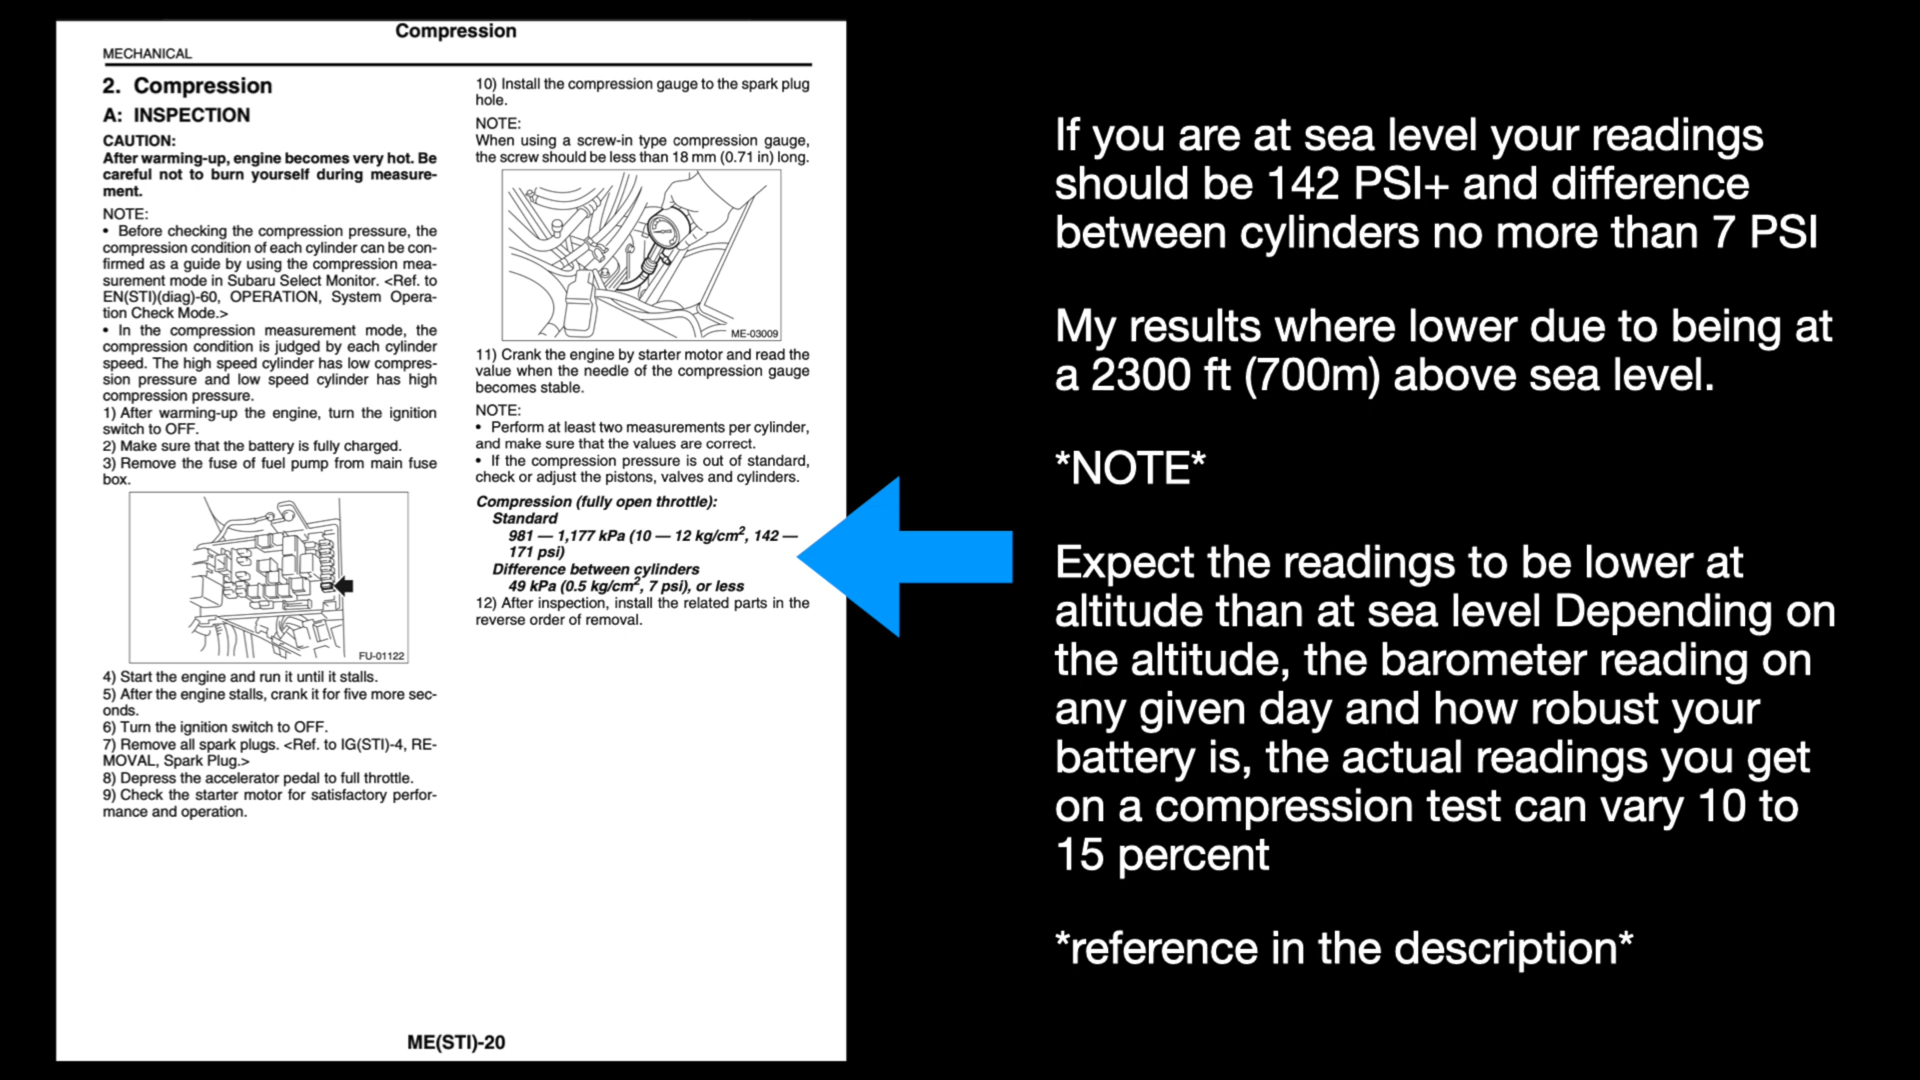 Compression
MECHANICAL
2. Compression
A: INSPECTION
CAUTION:
After warming-up, engine becomes very hot. Be
careful not to burn yourself during measure-
ment.
NOTE:
• Before checking the compression pressure, the
compression condition of each cylinder can be con-
firmed as a guide by using the compression mea-
surement mode in Subaru Select Monitor. <Ref. to
EN(STI)(diag)-60, OPERATION, System Opera-
tion Check Mode.>
• In the compression measurement mode, the
compression condition is judged by each cylinder
speed. The high speed cylinder has low compres-
sion pressure and low speed cylinder has high
compression pressure.
1) After warming-up the engine, turn the ignition
switch to OFF.
2) Make sure that the battery is fully charged.
3) Remove the fuse of fuel pump from main fuse
box.
FU-01122
4) Start the engine and run it until it stalls.
5) After the engine stalls, crank it for five more sec-
onds.
6) Turn the ignition switch to OFF.
7) Remove all spark plugs. <Ref. to IG(STI)-4, RE-
MOVAL, Spark Plug.>
8) Depress the accelerator pedal to full throttle.
9) Check the starter motor for satisfactory perfor-
mance and operation.
10) Install the compression gauge to the spark plug
hole.
NOTE:
When using a screw-in type compression gauge,
the screw should be less than 18 mm (0.71 in) long.
ME-03009
11) Crank the engine by starter motor and read the
value when the needle of the compression gauge
becomes stable.
NOTE:
• Perform at least two measurements per cylinder,
and make sure that the values are correct.
• If the compression pressure is out of standard,
check or adjust the pistons, valves and cylinders.
Compression (fully open throttle):
Standard
981 — 1,177 kPa (10 — 12 kg/cm², 142 —
171 psi)
Difference between cylinders
49 kPa (0.5 kg/cm², 7 psi), or less
12) After inspection, install the related parts in the
reverse order of removal.
ME(STI)-20
If you are at sea level your readings
should be 142 PSI+ and difference
between cylinders no more than 7 PSI
My results where lower due to being at
a 2300 ft (700m) above sea level.
*NOTE*
Expect the readings to be lower at
altitude than at sea level Depending on
the altitude, the barometer reading on
any given day and how robust your
battery is, the actual readings you get
on a compression test can vary 10 to
15 percent
*reference in the description*